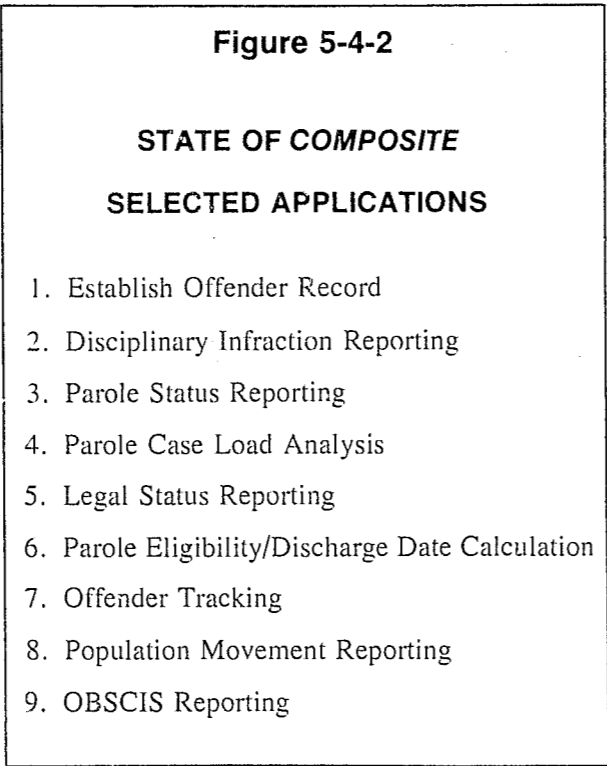 Figure 5-4-2
STATE OF COMPOSITE
SELECTED APPLICATIONS
1. Establish Offender Record
2. Disciplinary Infraction Reporting
3. Parole Status Reporting
4. Parole Case Load Analysis
5. Legal Status Reporting
6. Parole Eligibility/Discharge Date Calculation
7. Offender Tracking
8. Population Movement Reporting
9. OBSCIS Reporting